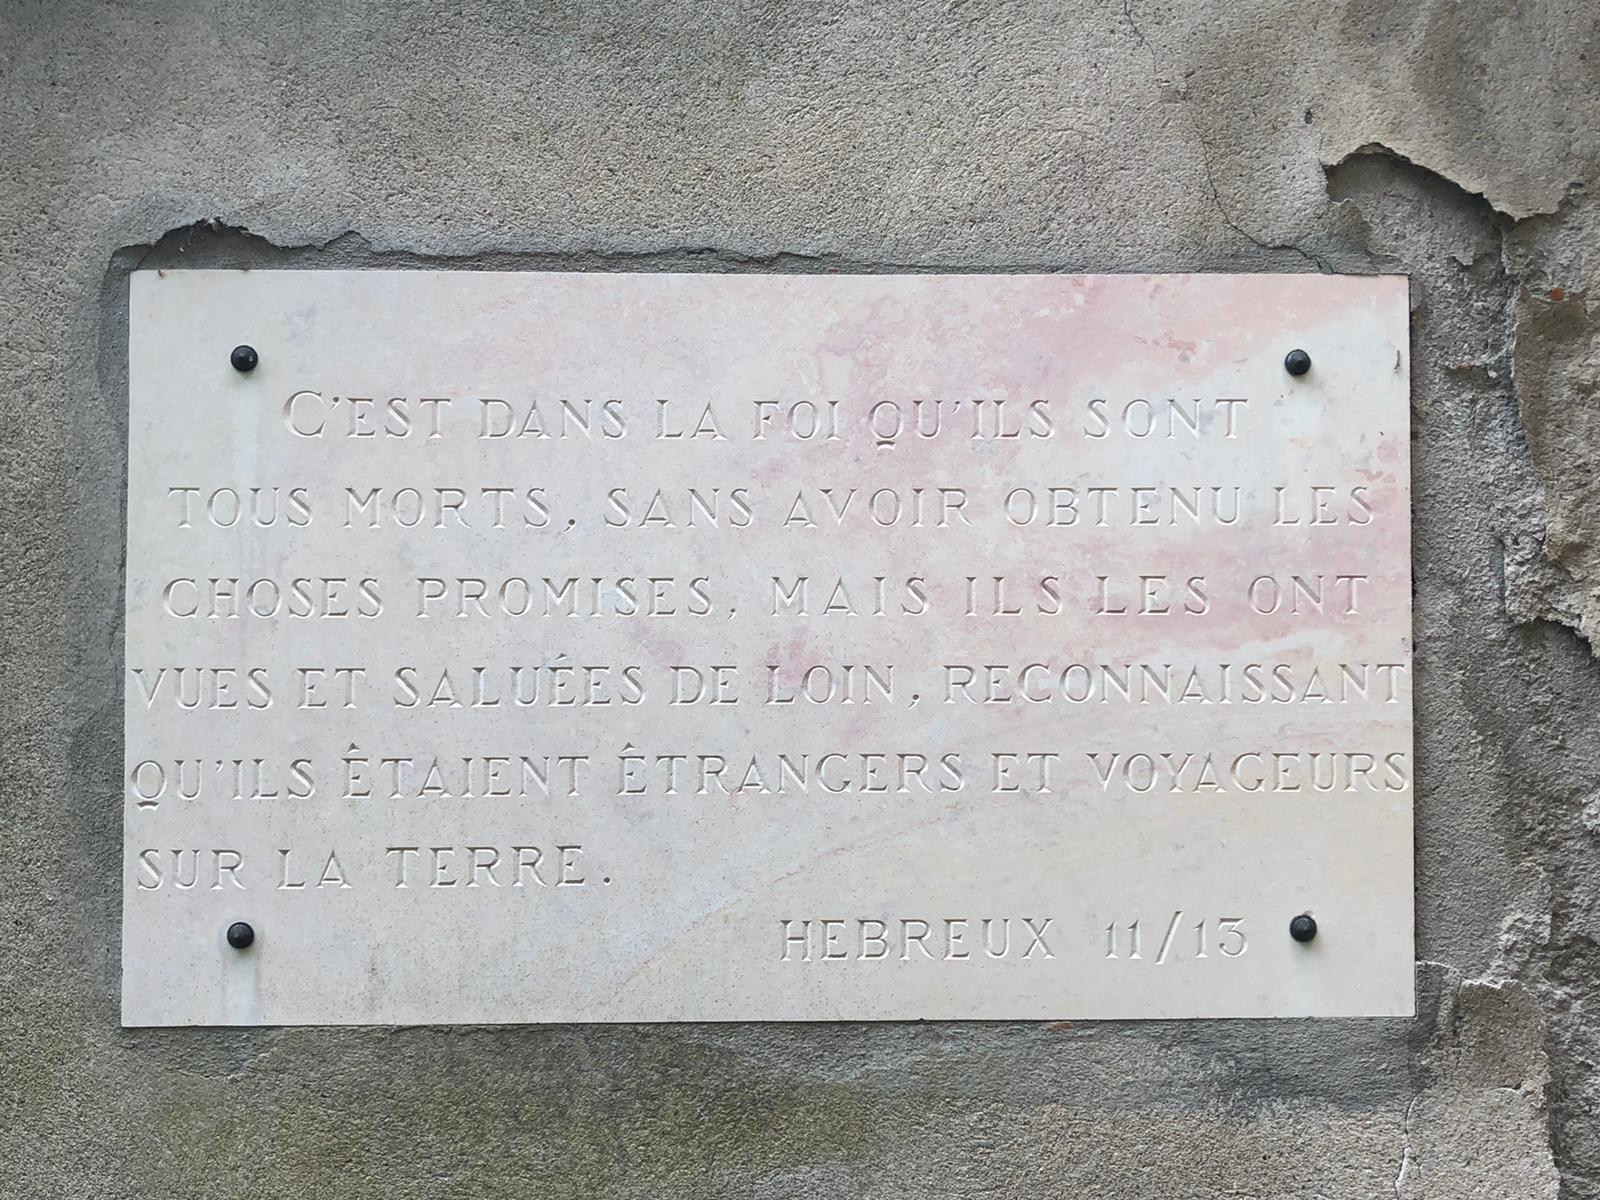 C'EST DANS LA FOI QU'ILS SONT
TOUS MORTS, SANS AVOIR OBTENU LES
CHOSES PROMISES, MAIS ILS LES ONT
VUES ET SALUÉES DE LOIN, RECONNAISSANT
QU'ILS ÉTAIENT ÉTRANGERS ET VOYAGEURS
SUR LA TERRE.
HEBREUX 11/13